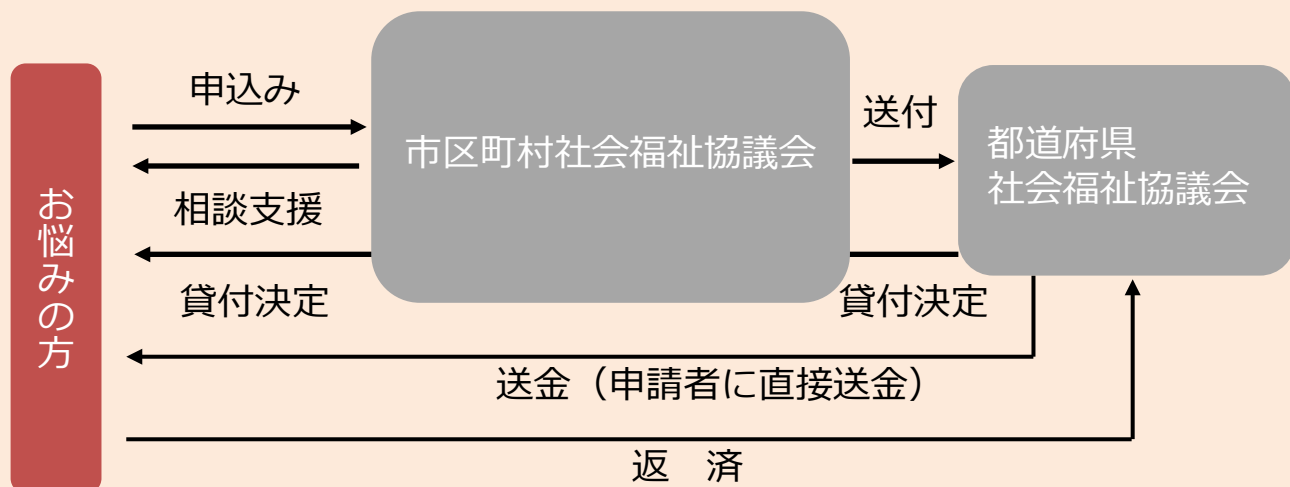 お悩みの方
申込み
相談支援
貸付決定
市区町村社会福祉協議会
送付
貸付決定
都道府県
社会福祉協議会
送金（申請者に直接送金）
返　済